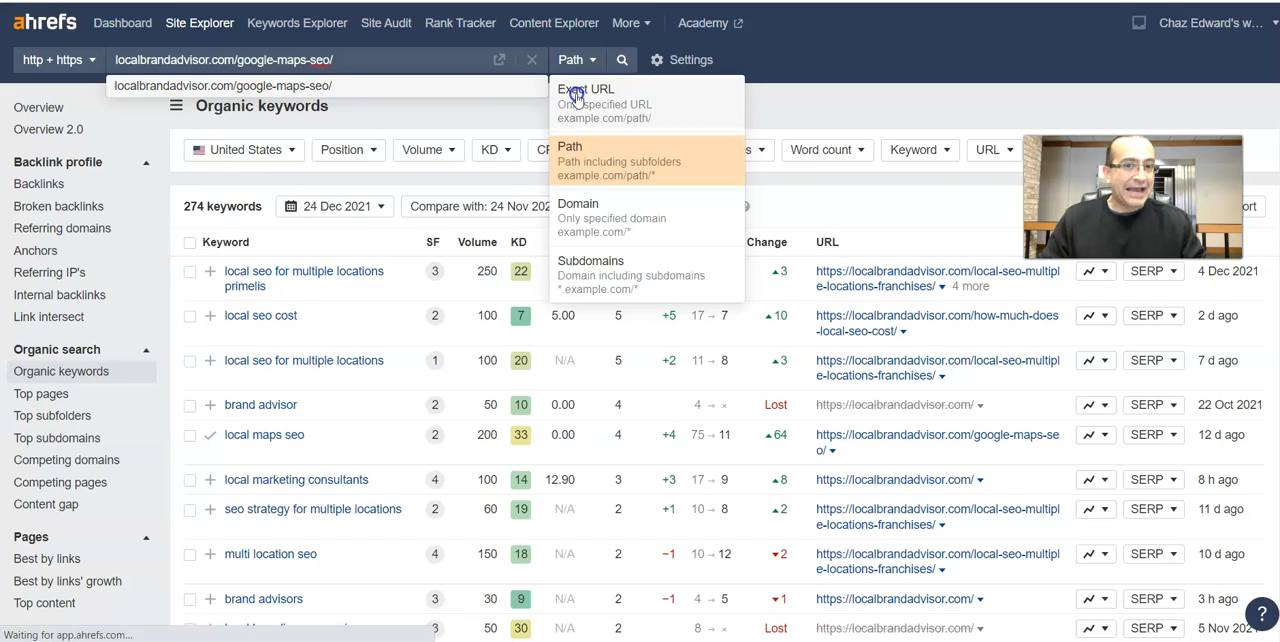 ahrefs Dashboard Site Explorer Keywords Explorer Site Audit Rank Tracker Content Explorer More Academy Chaz Edward's w...
http + https localbrandadvisor.com/google-maps-seo/ Path Settings
localbrandadvisor.com/google-maps-seo/
Exact URL
Only specified URL
example.com/path/
Path
Path including subfolders
example.com/path/*
Domain
Only specified domain
example.com/*
Subdomains
Domain including subdomains
*.example.com/*
Overview
Overview 2.0
Backlink profile
Backlinks
Broken backlinks
Referring domains
Anchors
Referring IP's
Internal backlinks
Link intersect
Organic search
Organic keywords
Top pages
Top subfolders
Top subdomains
Competing domains
Competing pages
Content gap
Pages
Best by links
Best by links' growth
Top content
Waiting for app.ahrefs.com...
Organic keywords
United States Position Volume KD Word count Keyword URL
274 keywords 24 Dec 2021 Compare with: 24 Nov 202
Keyword SF Volume KD Change URL
local seo for multiple locations 3 250 22 3 https://localbrandadvisor.com/local-seo-multipl SERP 4 Dec 2021
primelis e-locations-franchises/ 4 more
local seo cost 2 100 7 5.00 5 +5 17 → 7 10 https://localbrandadvisor.com/how-much-does SERP 2 d ago
-local-seo-cost/
local seo for multiple locations 1 100 20 N/A 5 +2 11 → 8 3 https://localbrandadvisor.com/local-seo-multipl SERP 7 d ago
e-locations-franchises/
brand advisor 2 50 10 0.00 4 4 → × Lost https://localbrandadvisor.com/ SERP 22 Oct 2021
local maps seo 2 200 33 0.00 4 +4 75 → 11 64 https://localbrandadvisor.com/google-maps-se SERP 12 d ago
o/
local marketing consultants 4 100 14 12.90 3 +3 17 → 9 8 https://localbrandadvisor.com/ SERP 8 h ago
seo strategy for multiple locations 2 60 19 N/A 2 +1 10 → 8 2 https://localbrandadvisor.com/local-seo-multipl SERP 11 d ago
e-locations-franchises/
multi location seo 4 150 18 N/A 2 −1 10 → 12 2 https://localbrandadvisor.com/local-seo-multipl SERP 10 d ago
e-locations-franchises/
brand advisors 3 30 9 N/A 2 −1 4 → 5 1 https://localbrandadvisor.com/ SERP 3 h ago
3 50 30 N/A 2 8 → × Lost https://localbrandadvisor.com/ SERP 5 Nov